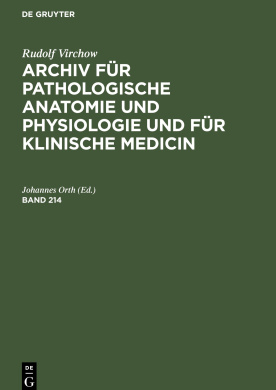 DE GRUYTER
Rudolf Virchow
ARCHIV FÜR
PATHOLOGISCHE
ANATOMIE UND
PHYSIOLOGIE UND FÜR
KLINISCHE MEDICIN
Johannes Orth (Ed.)
BAND 214
DE
G